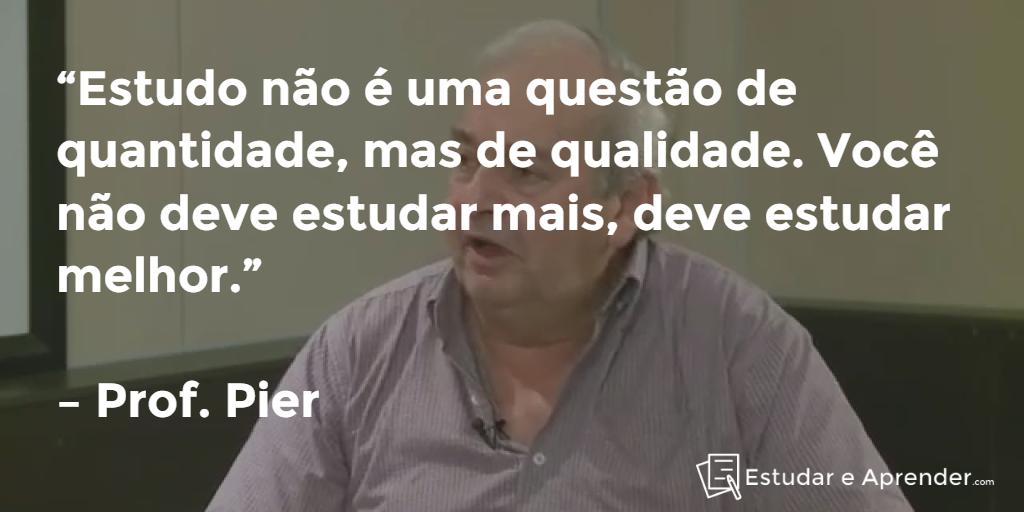 “Estudo não é uma questão de
quantidade, mas de qualidade. Você
não deve estudar mais, deve estudar
melhor.”
– Prof. Pier
Estudar e Aprender.com